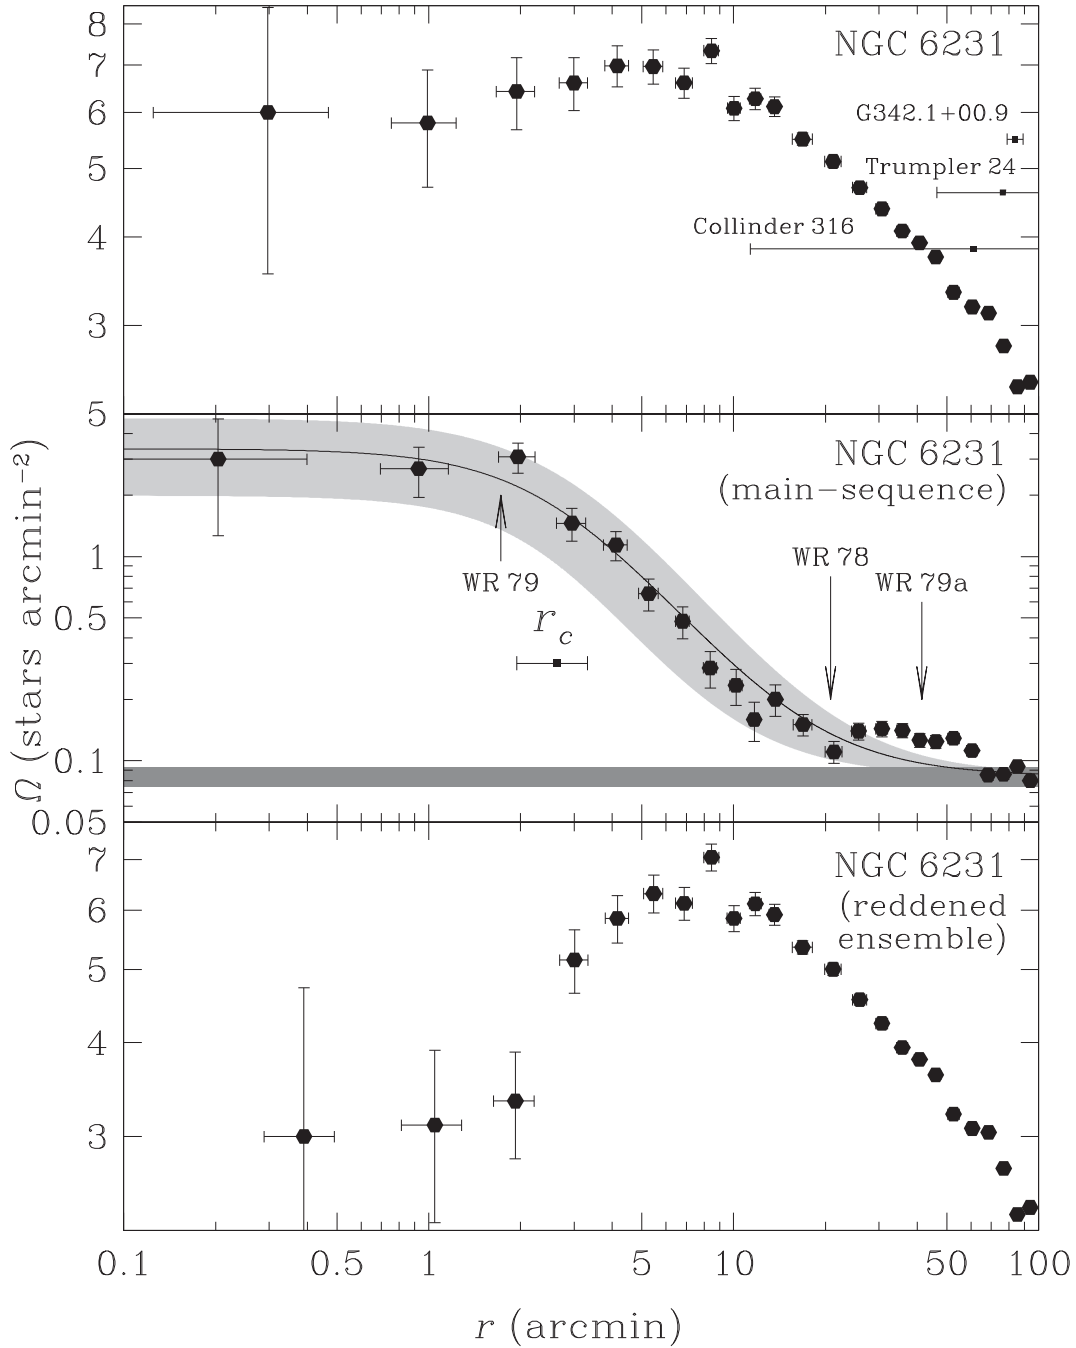 8
NGC 6231
7
G342.1+00.9
6
Trumpler 24
5
Collinder 316
4
3
5
NGC 6231
(main-sequence)
WR 78
1
WR 79
WR 79a
0.5
r_c
Ω (stars arcmin⁻²)
0.1
0.05
7
NGC 6231
6
(reddened
ensemble)
5
4
3
0.1 0.5 1 5 10 50 100
r (arcmin)